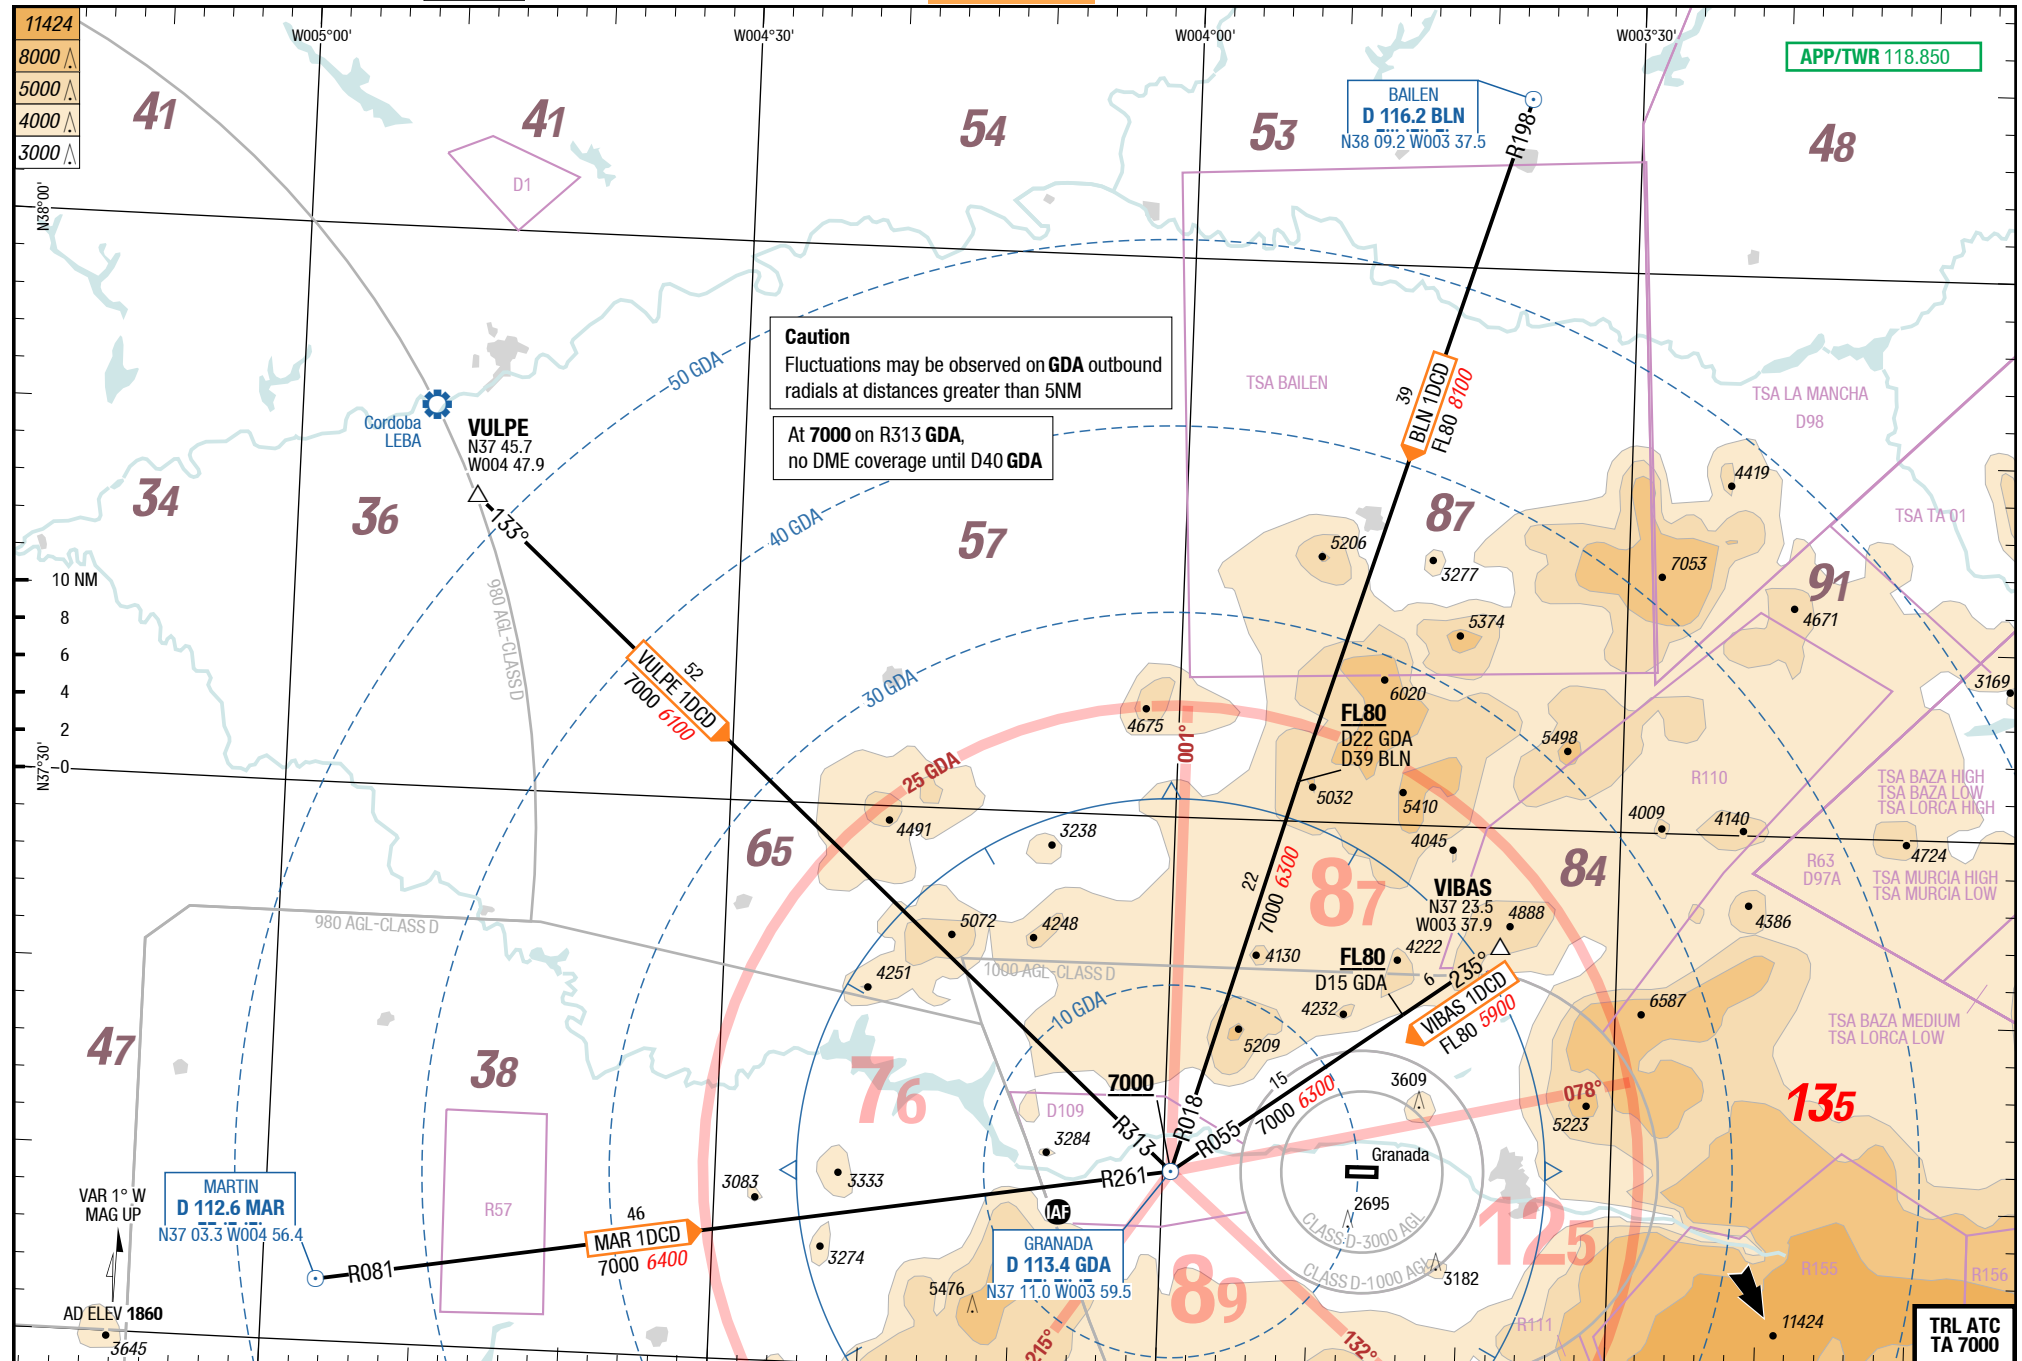 11424
8000
5000
4000
3000
W005°00'
W004°30'
W004°00'
W003°30'
APP/TWR 118.850
41
41
54
53
48
BAILEN
D 116.2 BLN
N38 09.2 W003 37.5
R198
D1
N38°00'
Caution
Fluctuations may be observed on GDA outbound
radials at distances greater than 5NM
At 7000 on R313 GDA,
no DME coverage until D40 GDA
50 GDA
TSA BAILEN
39
BLN 1DCD
FL80 8100
TSA LA MANCHA
D98
Cordoba
LEBA
VULPE
N37 45.7
W004 47.9
133°
34
36
40 GDA
57
87
4419
TSA TA 01
5206
3277
7053
91
4671
10 NM
8
6
4
2
0
N37°30'
980 AGL-CLASS D
52
VULPE 1DCD
7000 6100
30 GDA
5374
6020
3169
4675
001°
FL80
D22 GDA
D39 BLN
5498
25 GDA
5032
5410
R110
TSA BAZA HIGH
TSA BAZA LOW
TSA LORCA HIGH
4491
3238
65
4045
4009
4140
4724
22
7000 6300
87
84
R63
D97A
TSA MURCIA HIGH
TSA MURCIA LOW
VIBAS
N37 23.5
W003 37.9
4888
4386
980 AGL-CLASS D
5072
4248
4251
1000 AGL-CLASS D
4130
FL80
D15 GDA
4222
6
235°
VIBAS 1DCD
FL80 5900
4232
6587
TSA BAZA MEDIUM
TSA LORCA LOW
10 GDA
5209
47
38
76
7000
15
7000 6300
3609
078°
5223
135
D109
R313
R018
R055
3284
R261
Granada
2695
3083
3333
VAR 1° W
MAG UP
MARTIN
D 112.6 MAR
N37 03.3 W004 56.4
R57
46
MAR 1DCD
7000 6400
IAF
CLASS D-3000 AGL
CLASS D-1000 AGL
125
R081
3274
GRANADA
D 113.4 GDA
N37 11.0 W003 59.5
3182
R155
R156
5476
89
AD ELEV 1860
3645
215°
132°
R111
11424
TRL ATC
TA 7000